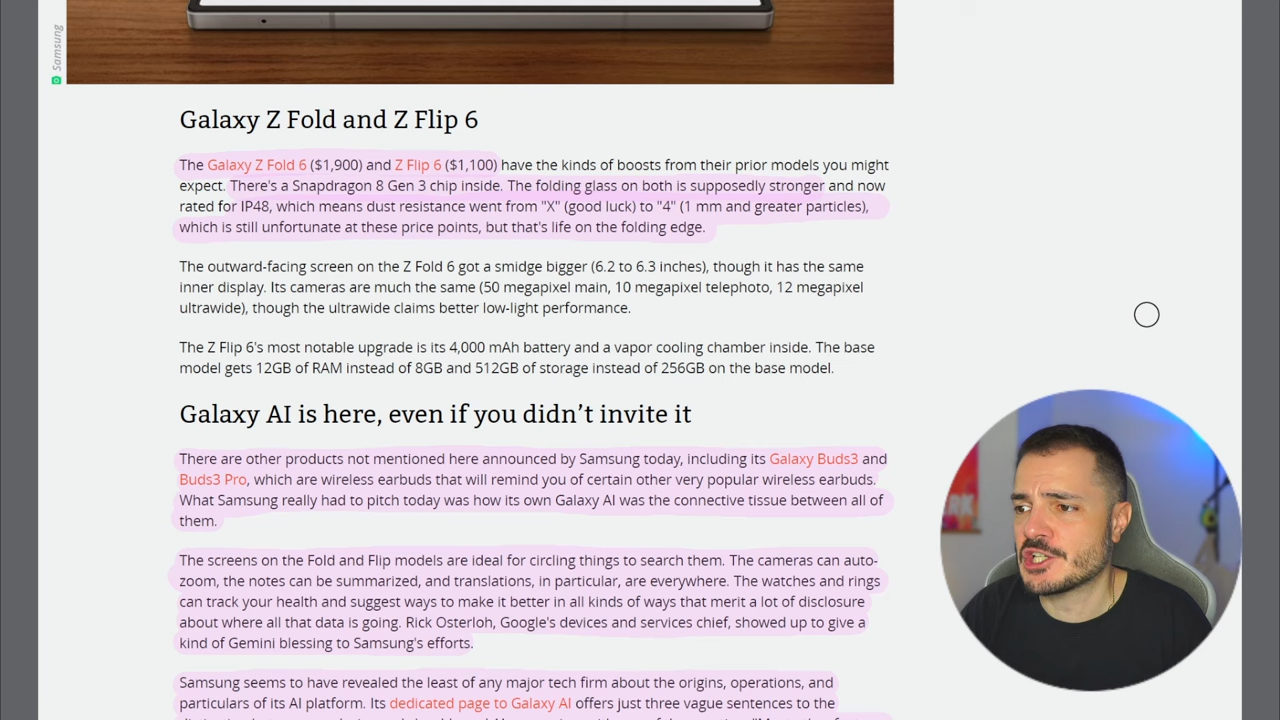 Samsung
Galaxy Z Fold and Z Flip 6
The Galaxy Z Fold 6 ($1,900) and Z Flip 6 ($1,100) have the kinds of boosts from their prior models you might
expect. There's a Snapdragon 8 Gen 3 chip inside. The folding glass on both is supposedly stronger and now
rated for IP48, which means dust resistance went from "X" (good luck) to "4" (1 mm and greater particles),
which is still unfortunate at these price points, but that's life on the folding edge.
The outward-facing screen on the Z Fold 6 got a smidge bigger (6.2 to 6.3 inches), though it has the same
inner display. Its cameras are much the same (50 megapixel main, 10 megapixel telephoto, 12 megapixel
ultrawide), though the ultrawide claims better low-light performance.
The Z Flip 6's most notable upgrade is its 4,000 mAh battery and a vapor cooling chamber inside. The base
model gets 12GB of RAM instead of 8GB and 512GB of storage instead of 256GB on the base model.
Galaxy AI is here, even if you didn't invite it
There are other products not mentioned here announced by Samsung today, including its Galaxy Buds3 and
Buds3 Pro, which are wireless earbuds that will remind you of certain other very popular wireless earbuds.
What Samsung really had to pitch today was how its own Galaxy AI was the connective tissue between all of
them.
The screens on the Fold and Flip models are ideal for circling things to search them. The cameras can auto-
zoom, the notes can be summarized, and translations, in particular, are everywhere. The watches and rings
can track your health and suggest ways to make it better in all kinds of ways that merit a lot of disclosure
about where all that data is going. Rick Osterloh, Google's devices and services chief, showed up to give a
kind of Gemini blessing to Samsung's efforts.
Samsung seems to have revealed the least of any major tech firm about the origins, operations, and
particulars of its AI platform. Its dedicated page to Galaxy AI offers just three vague sentences to the